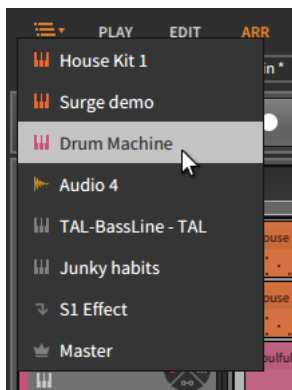 PLAY EDIT ARR
House Kit 1
in *
Surge demo
Drum Machine
Audio 4
TAL-BassLine - TAL
Junky habits
S1 Effect
Master